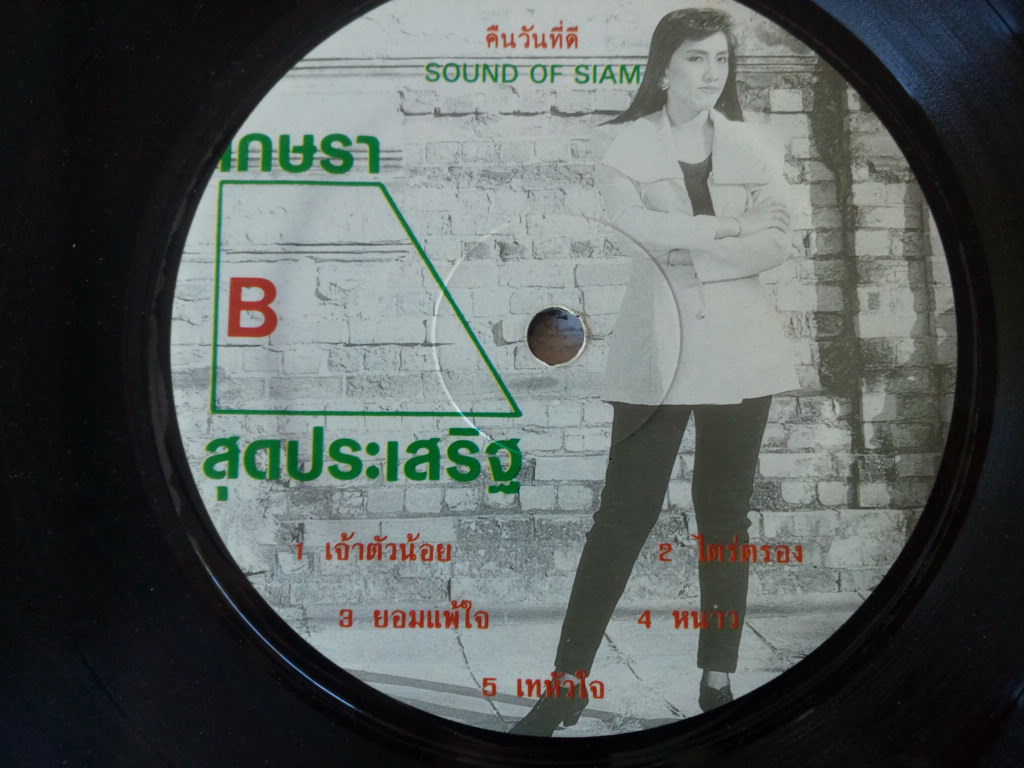 คืนวันที่ดี
SOUND OF SIAM
เกษรา
B
สุดประเสริฐ
1 เจ้าตัวน้อย 2 ไตร่ตรอง
3 ยอมแพ้ใจ 4 หนาว
5 เทหัวใจ